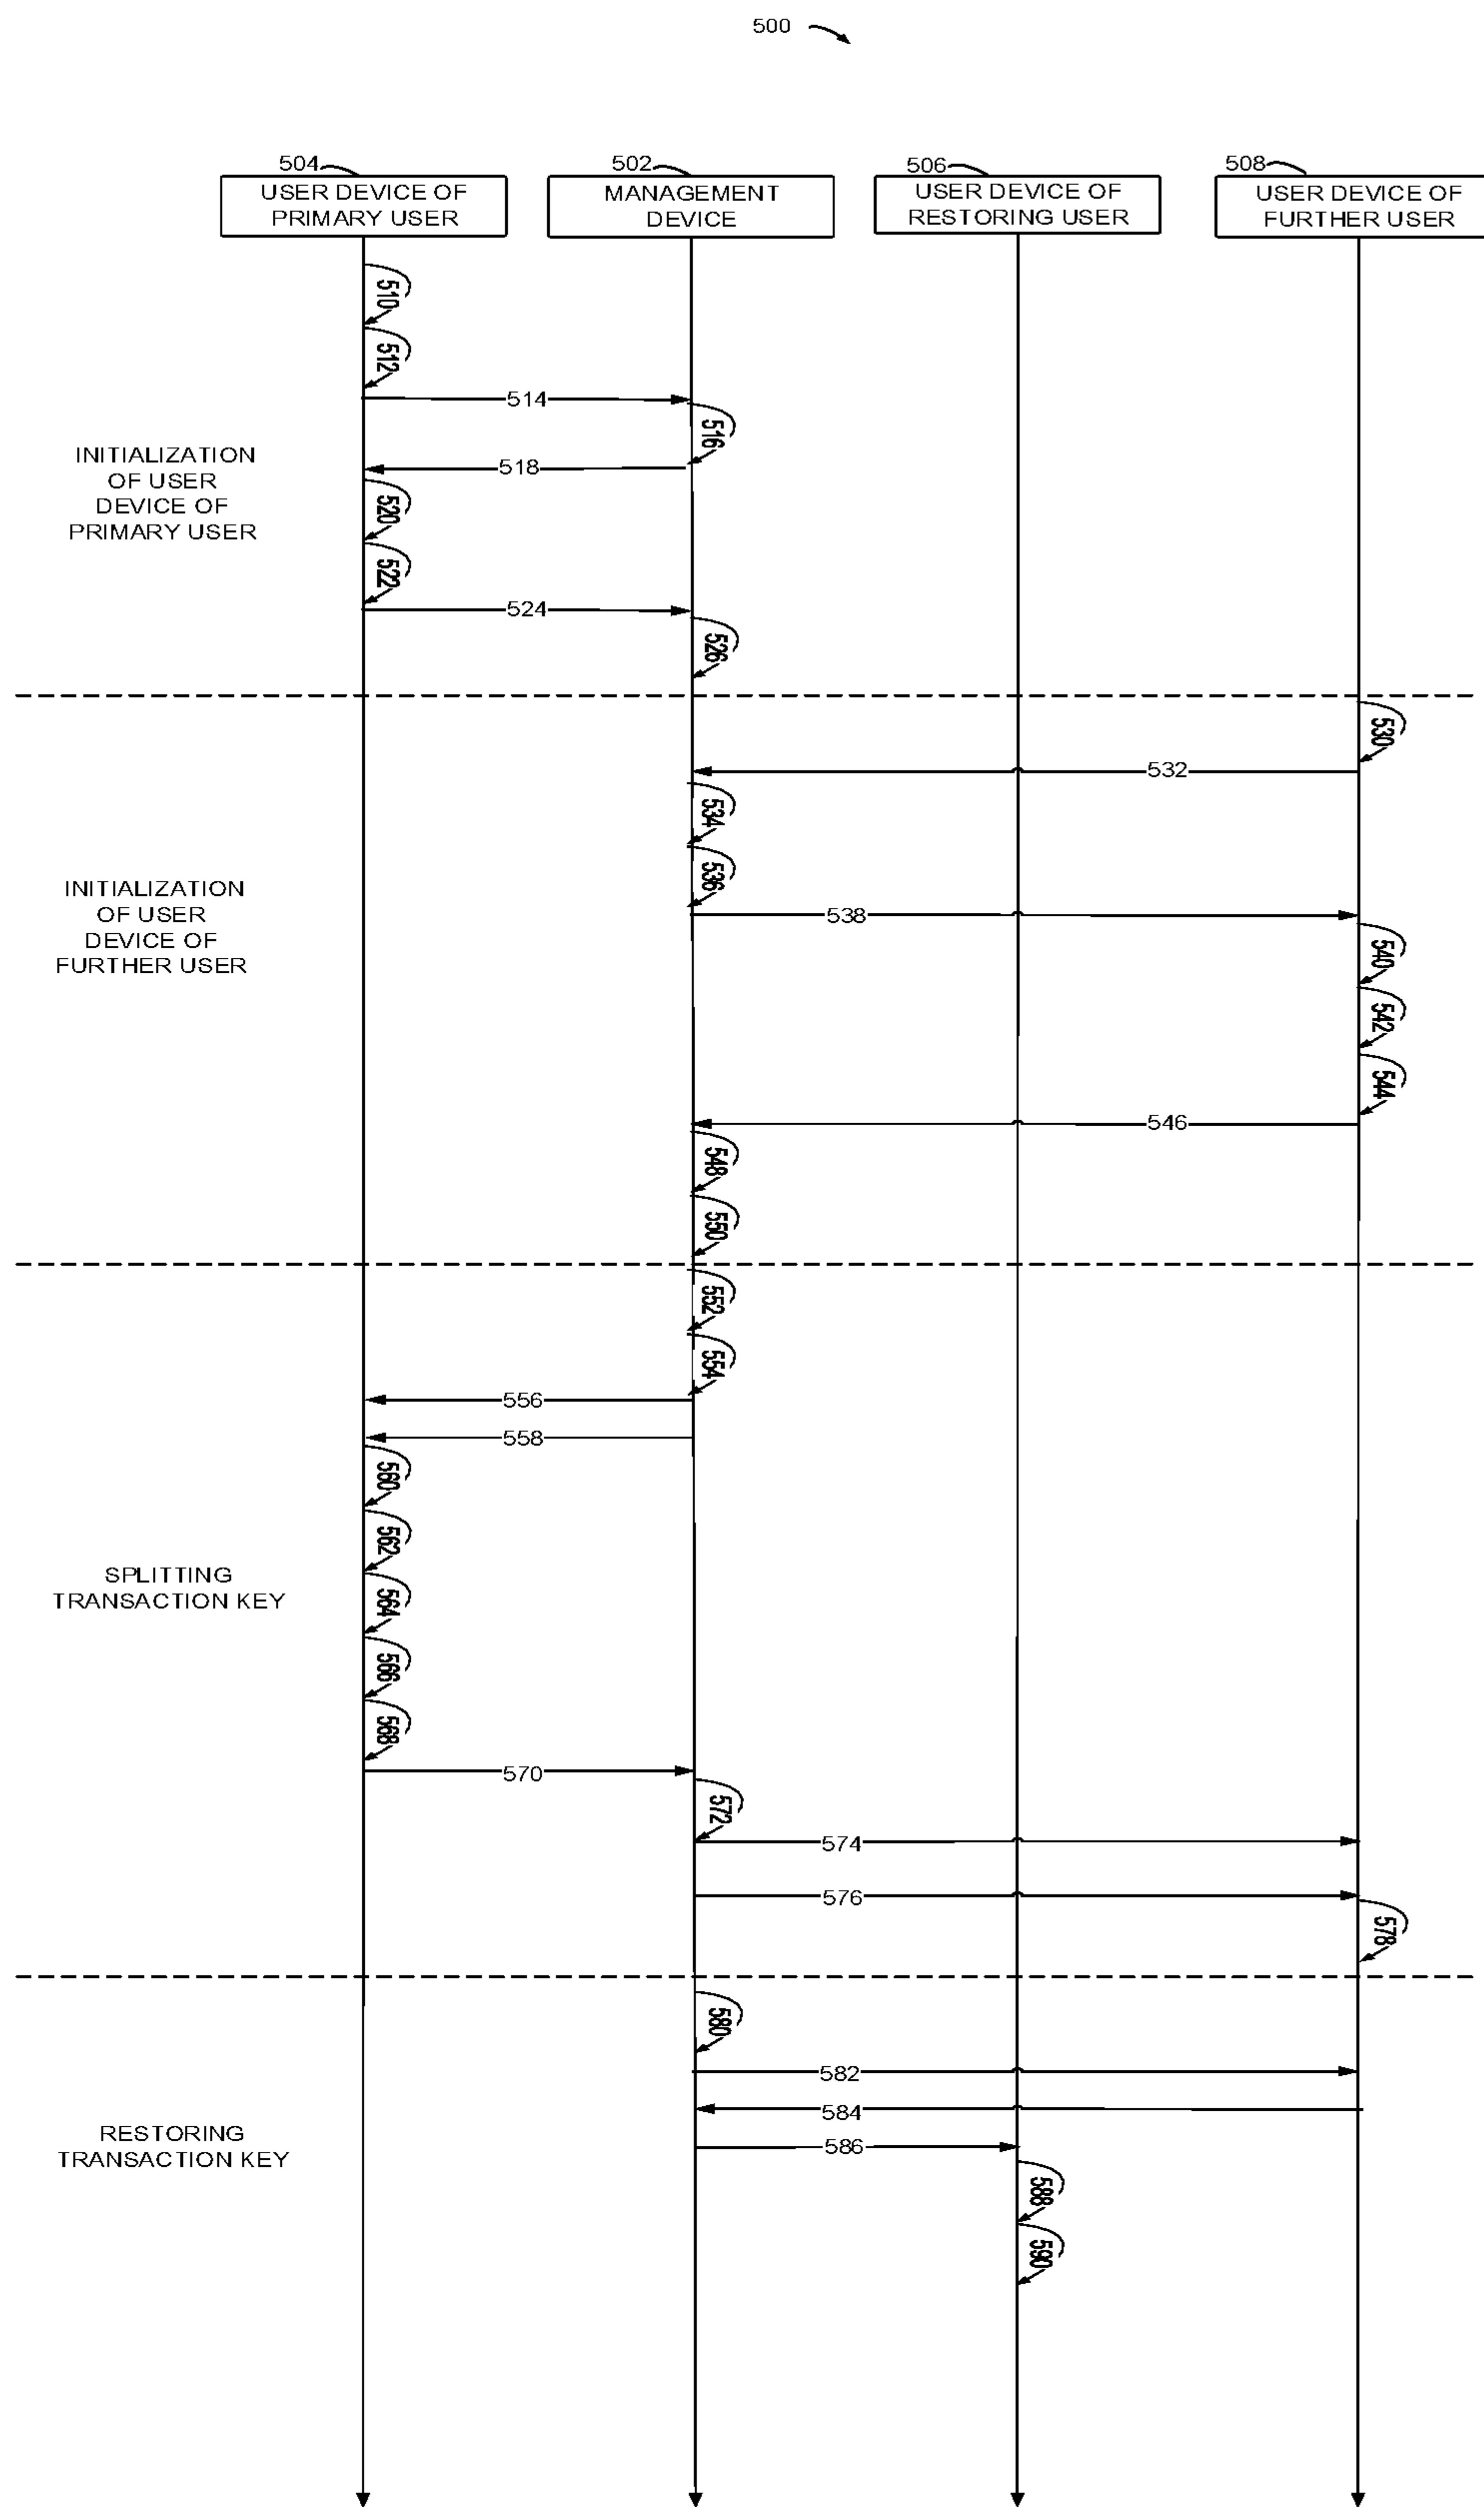 500
504
502
506
508
USER DEVICE OF
PRIMARY USER
MANAGEMENT
DEVICE
USER DEVICE OF
RESTORING USER
USER DEVICE OF
FURTHER USER
510
512
514
516
INITIALIZATION
OF USER
DEVICE OF
PRIMARY USER
518
520
522
524
526
530
532
534
536
INITIALIZATION
OF USER
DEVICE OF
FURTHER USER
538
540
542
544
546
548
550
552
554
556
558
560
562
SPLITTING
TRANSACTION KEY
564
566
568
570
572
574
576
578
580
582
584
RESTORING
TRANSACTION KEY
586
588
590